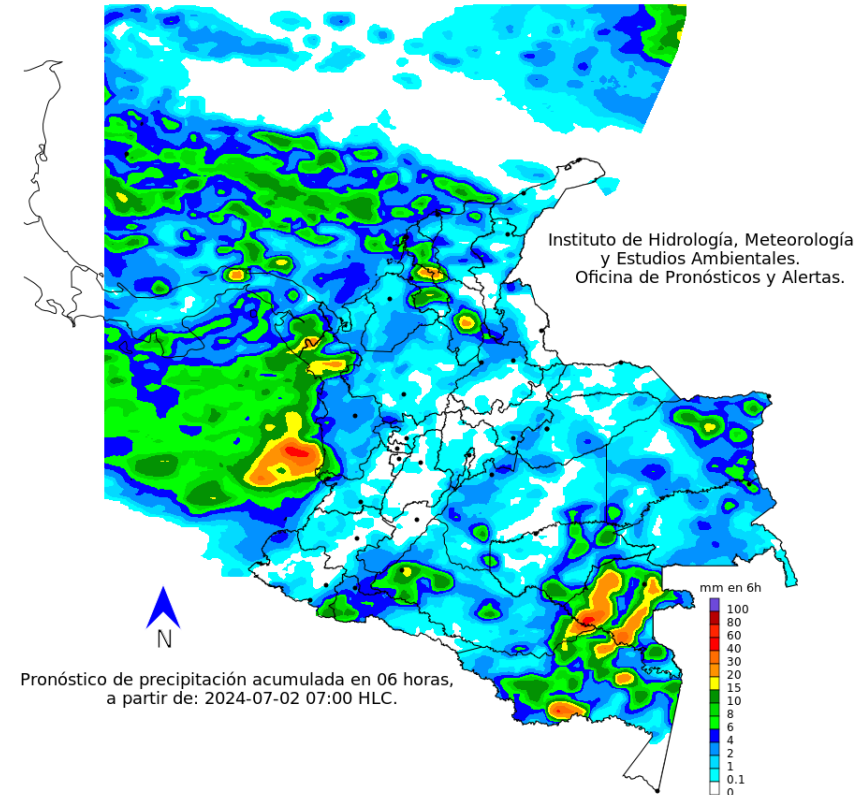 Instituto de Hidrología, Meteorología
y Estudios Ambientales.
Oficina de Pronósticos y Alertas.
mm en 6h
100
80
60
40
30
20
15
10
8
6
4
2
1
0.1
0
N
Pronóstico de precipitación acumulada en 06 horas,
a partir de: 2024-07-02 07:00 HLC.